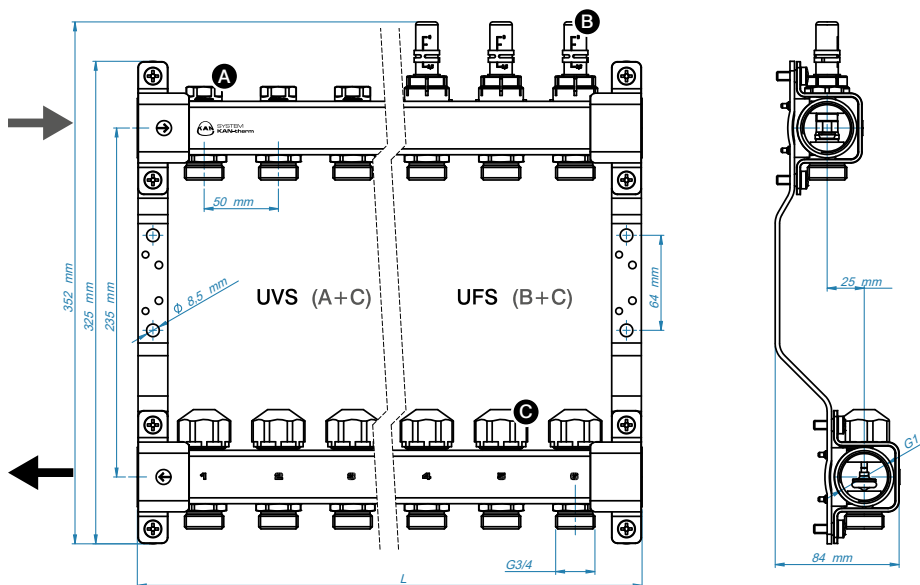 B
A
F
F
F
KAN SYSTEM
KAN-therm
50 mm
352 mm
325 mm
235 mm
Ø 8,5 mm
UVS (A+C)
UFS (B+C)
64 mm
25 mm
C
1 2 3 4 5 6
G1
G3/4
L
84 mm